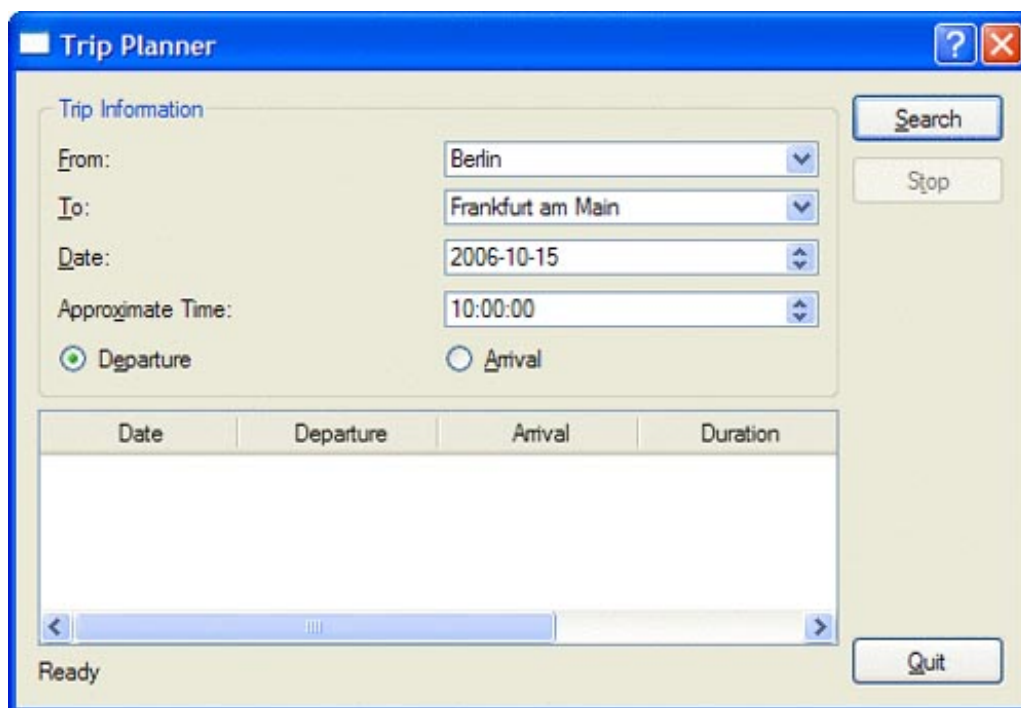 Trip Planner
Trip Information
Search
From: Berlin
Stop
To: Frankfurt am Main
Date: 2006-10-15
Approximate Time: 10:00:00
Departure Arrival
Date Departure Arrival Duration
Ready
Quit